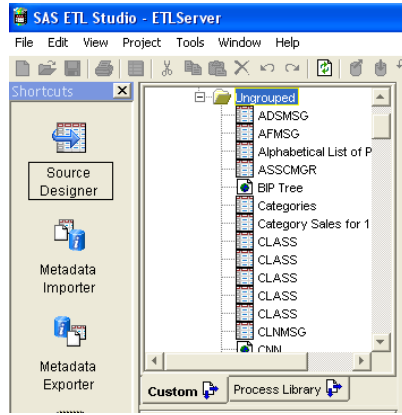 SAS ETL Studio - ETLServer
File Edit View Project Tools Window Help
Shortcuts
Source
Designer
Metadata
Importer
Metadata
Exporter
Ungrouped
ADSMSG
AFMSG
Alphabetical List of P
ASSCMGR
BIP Tree
Categories
Category Sales for 1
CLASS
CLASS
CLASS
CLASS
CLASS
CLNMSG
CNN
Custom
Process Library